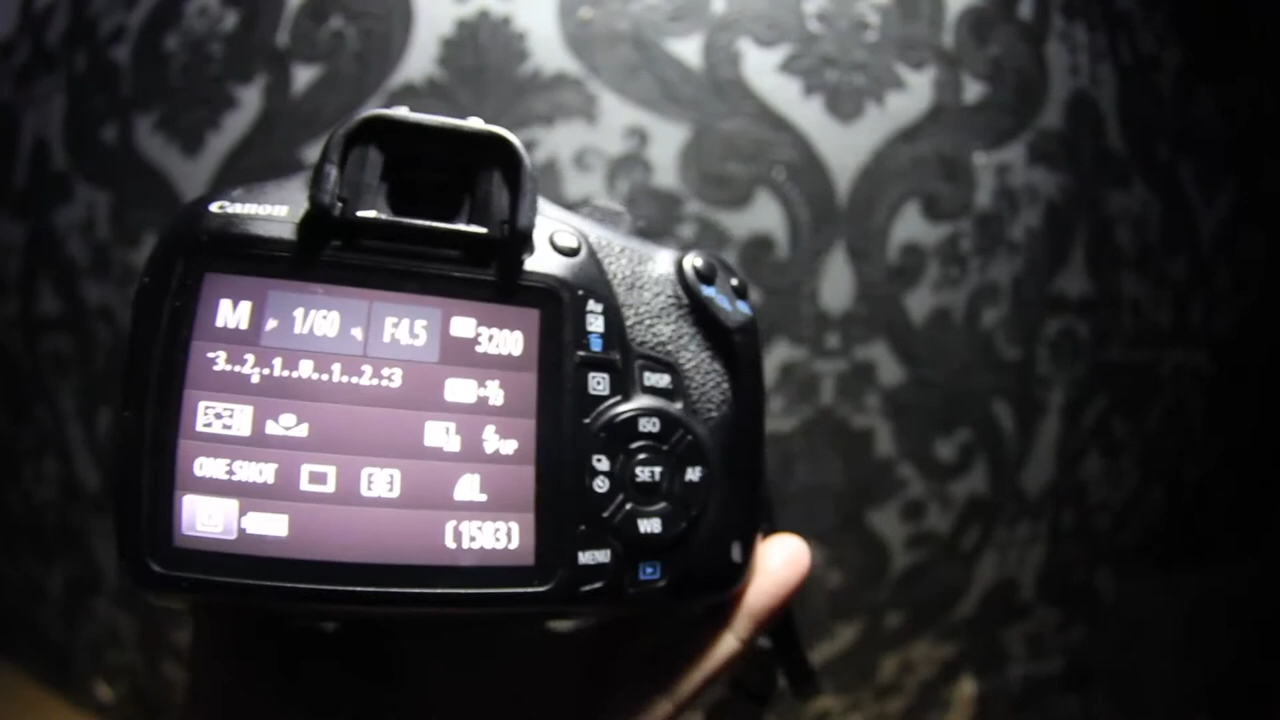 Canon
M 1/60 F4.5 3200
-3..2..1..0..1..2..+3
ONE SHOT
(1583)
Av
DISP.
ISO
SET AF
WB
MENU